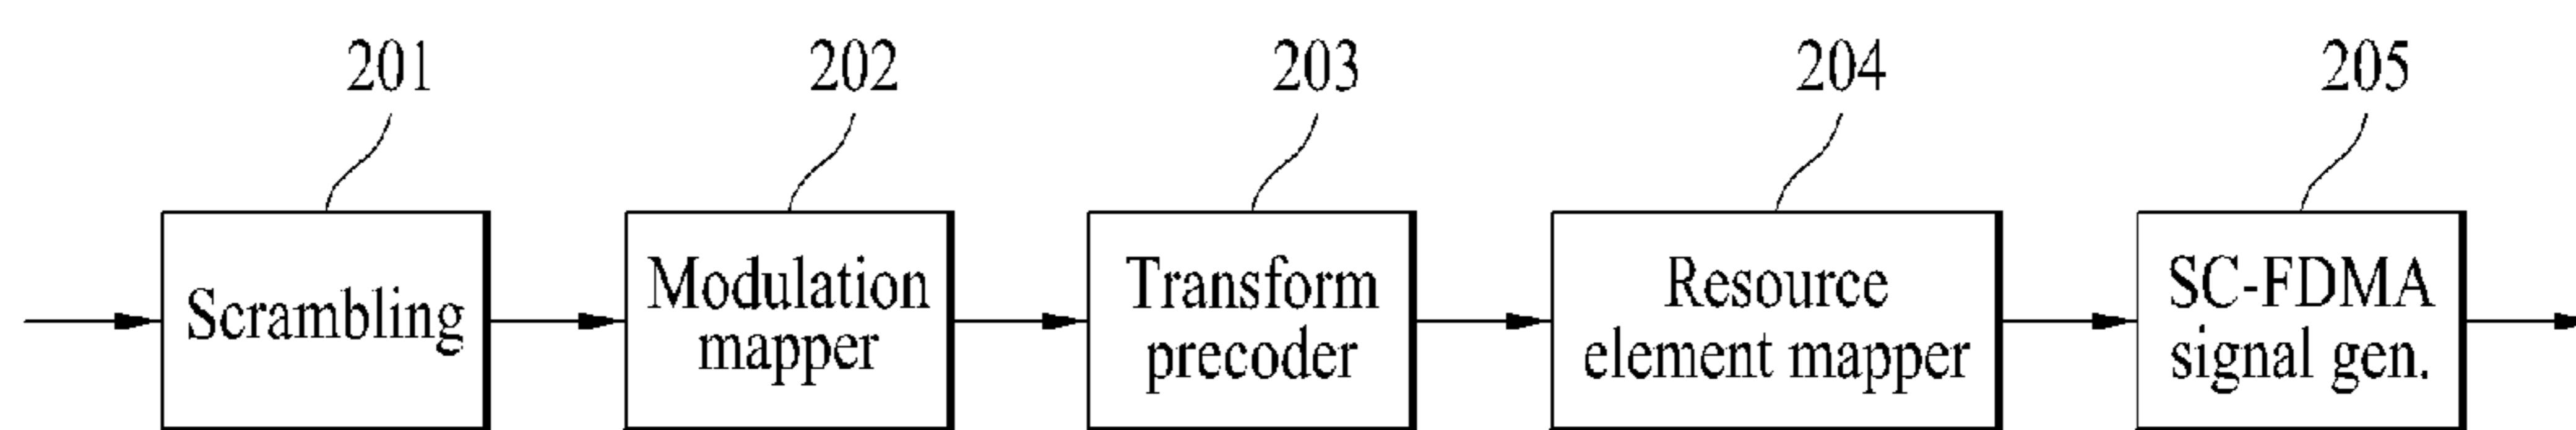 201
202
203
204
205
Scrambling
Modulation
mapper
Transform
precoder
Resource
element mapper
SC-FDMA
signal gen.